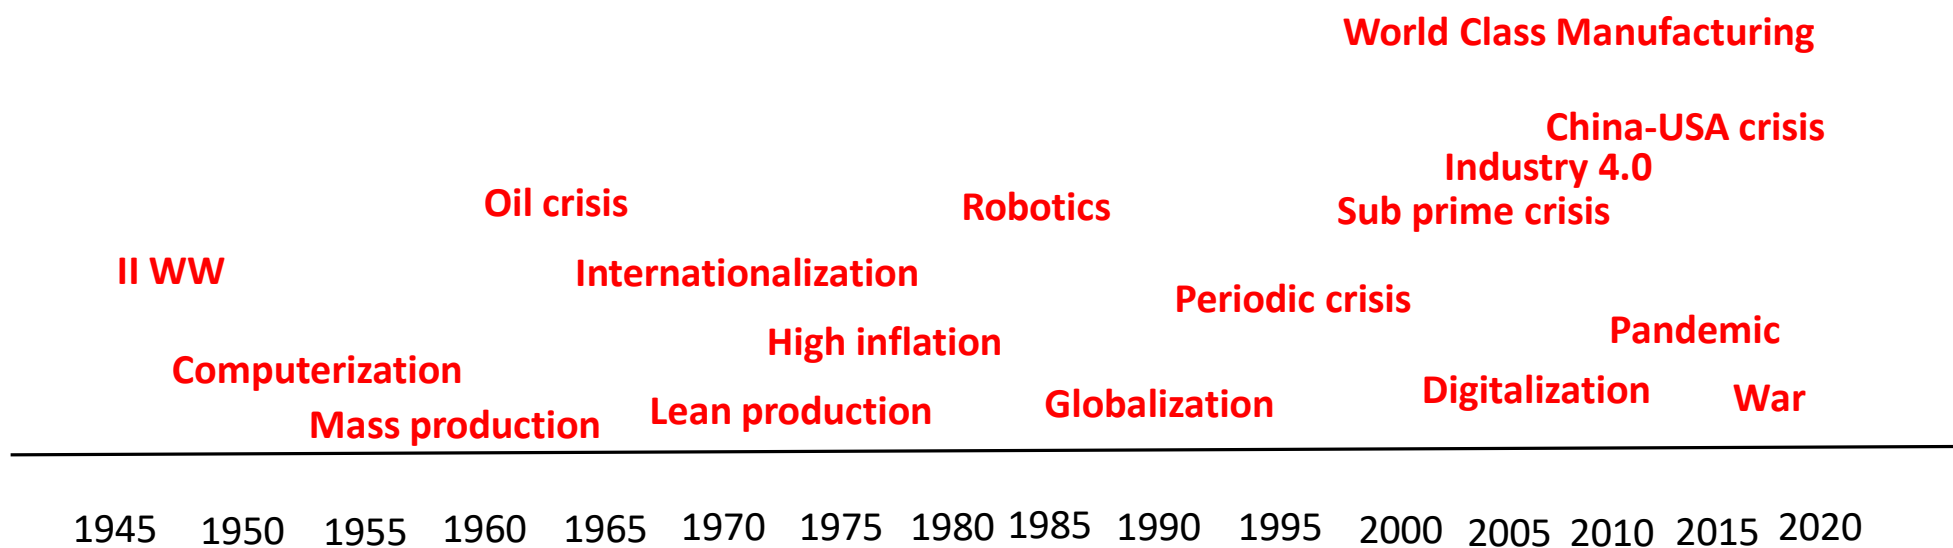 World Class Manufacturing
China-USA crisis
Industry 4.0
Oil crisis
Robotics
Sub prime crisis
II WW
Internationalization
Periodic crisis
High inflation
Pandemic
Computerization
Digitalization
War
Mass production
Lean production
Globalization
1945 1950 1955 1960 1965 1970 1975 1980 1985 1990 1995 2000 2005 2010 2015 2020